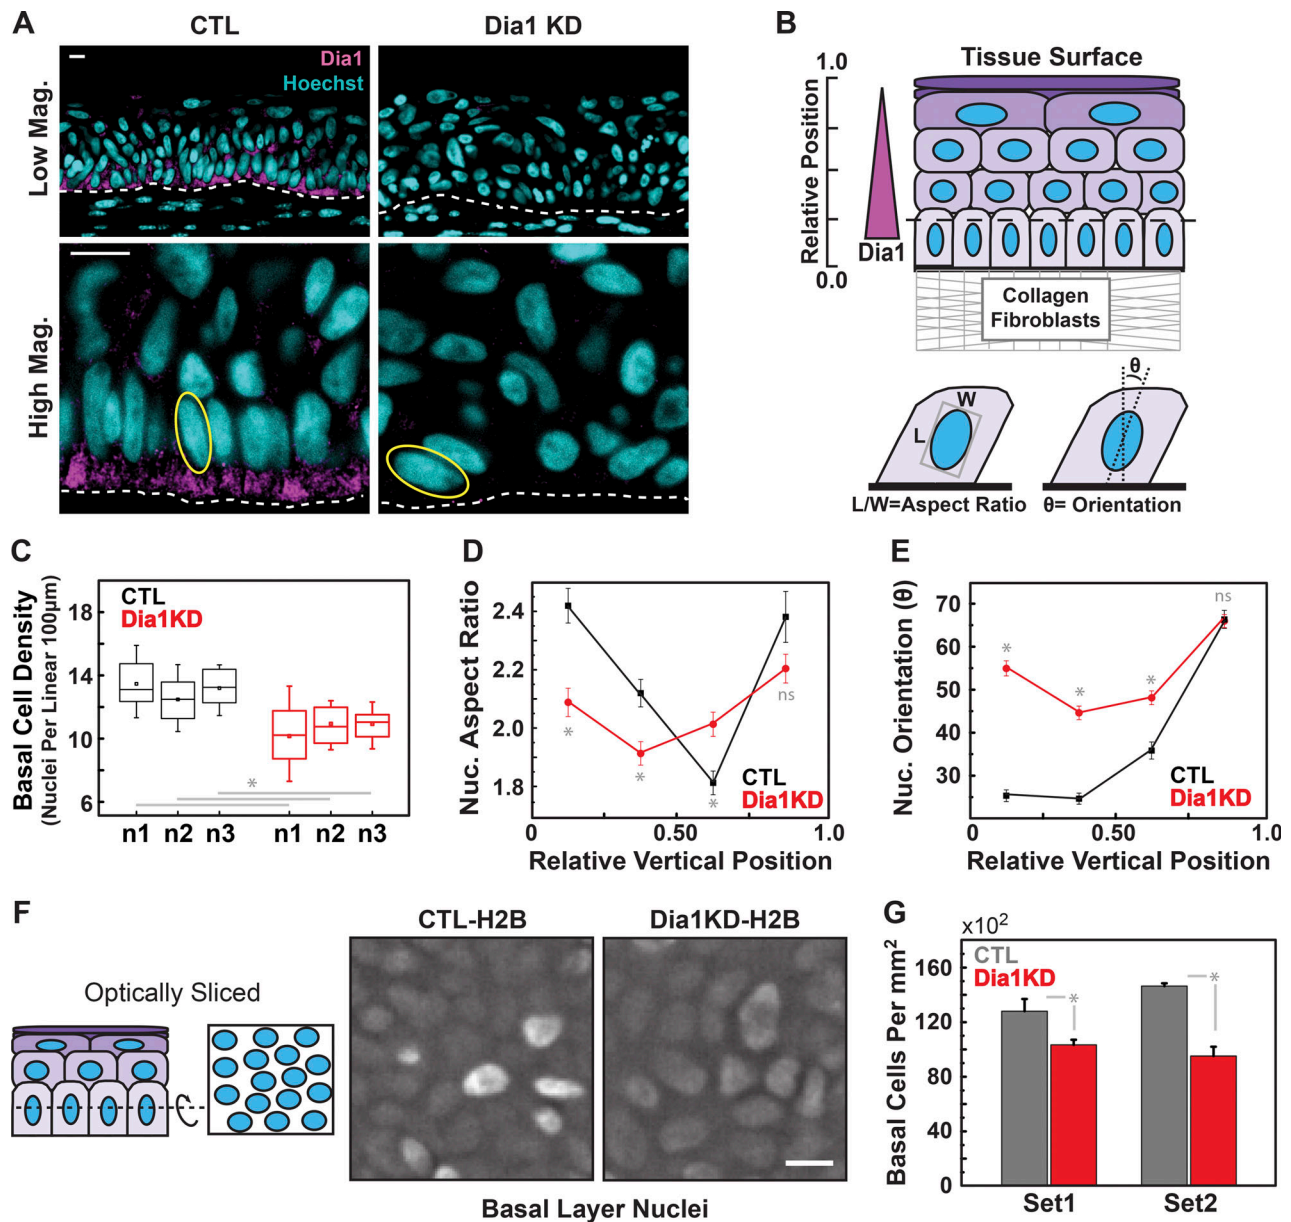 A
CTL
Dia1 KD
Low Mag.
Dia1
Hoechst
High Mag.
B
Tissue Surface
1.0
Relative Position
Dia1
0.0
Collagen
Fibroblasts
W
L
θ
L/W=Aspect Ratio
θ= Orientation
C
Basal Cell Density
(Nuclei Per Linear 100µm)
CTL
Dia1KD
18
14
10
6
*
n1 n2 n3 n1 n2 n3
D
Nuc. Aspect Ratio
2.4
2.2
2.0
1.8
* * * ns
CTL
Dia1KD
0 0.50 1.0
Relative Vertical Position
E
Nuc. Orientation (θ)
70
50
30
* * * ns
CTL
Dia1KD
0 0.50 1.0
Relative Vertical Position
F
Optically Sliced
CTL-H2B
Dia1KD-H2B
Basal Layer Nuclei
G
x10²
Basal Cells Per mm²
CTL
Dia1KD
160
120
80
40
0
* *
Set1 Set2